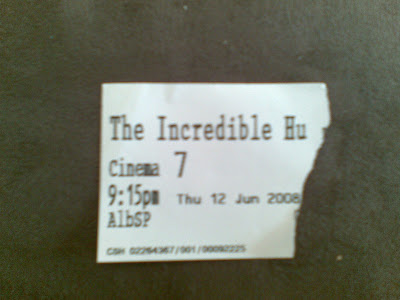 The Incredible Hu
Cinema 7
9:15pm Thu 12 Jun 2008
AlbSP
CSH 02264367/001/00092225